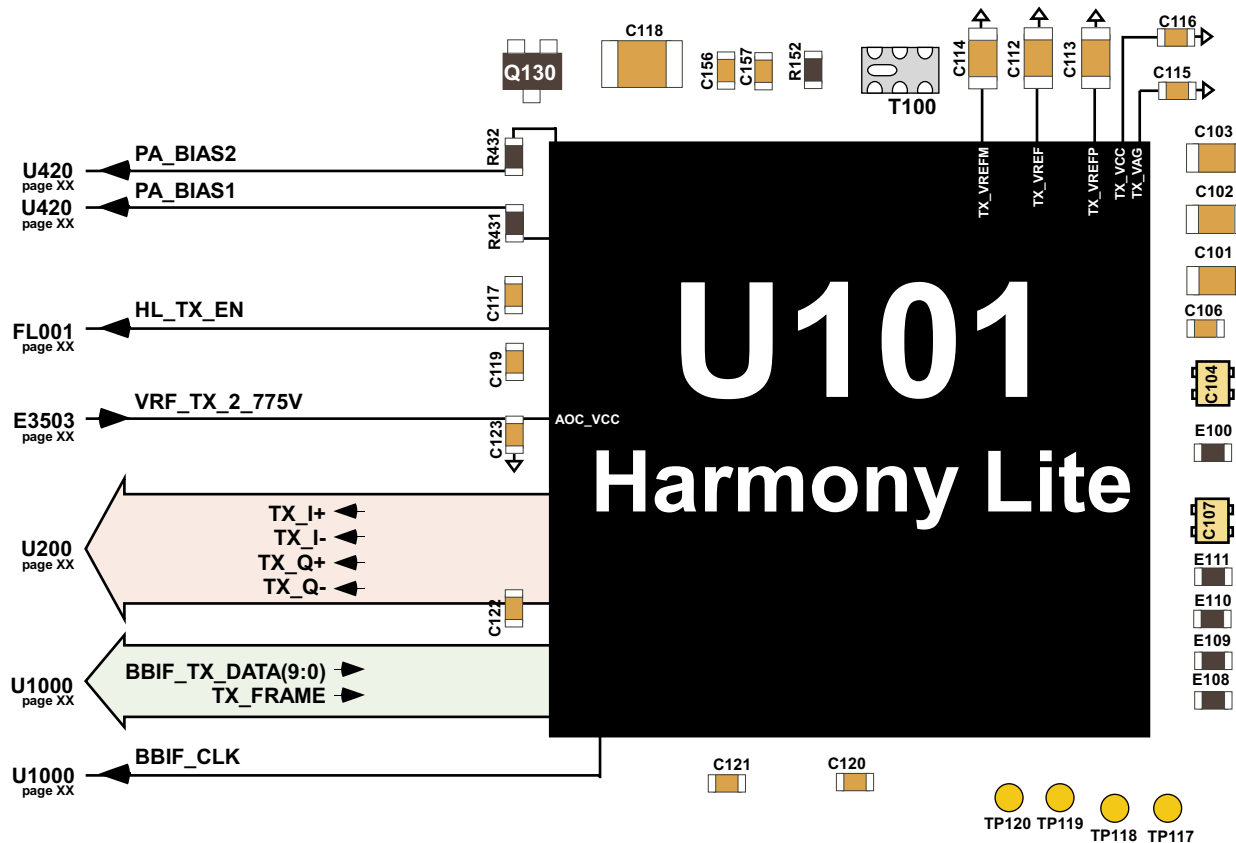 C118
Q130
C156
C157
R152
T100
C114
C112
C113
C116
C115
TX_VREFM
TX_VREF
TX_VREFP
TX_VCC
TX_VAG
C103
C102
C101
C106
C104
E100
C107
E111
E110
E109
E108
U420
page XX
PA_BIAS2
R432
U420
page XX
PA_BIAS1
R431
C117
FL001
page XX
HL_TX_EN
C119
E3503
page XX
VRF_TX_2_775V
C123
AOC_VCC
U101
Harmony Lite
U200
page XX
TX_I+
TX_I-
TX_Q+
TX_Q-
C122
U1000
page XX
BBIF_TX_DATA(9:0)
TX_FRAME
U1000
page XX
BBIF_CLK
C121
C120
TP120
TP119
TP118
TP117